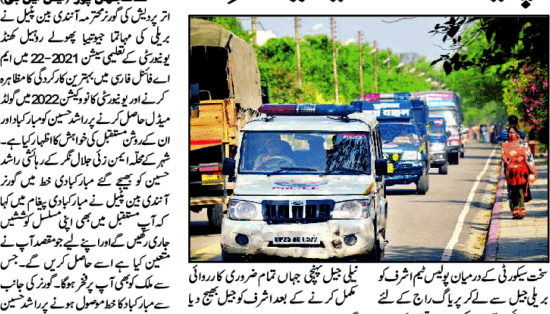 اتر پردیش کی گورنر محترمہ آنندی بین پٹیل نے
بریلی کی مہاتما جیوتیبا پھولے روہیل کھنڈ
یونیورسٹی کے تعلیمی سیشن 22-2021 میں ایم
اے فائنل فارسی میں بہترین کارکردگی کا مظاہرہ
کرنے اور یونیورسٹی کا نووکیشن 2022 میں گولڈ
میڈل حاصل کرنے پر راشد حسین کو مبارکباد اور
ان کے روشن مستقبل کی خواہش کا اظہار کیا ہے۔
شہر کے محلہ ایمن زئی جلال نگر کے رہائشی راشد
حسین کو بھیجے گئے مبارکبادی خط میں گورنر
آنندی بین پٹیل نے مبارکبادی پیغام میں کہا
کہ آپ مستقبل میں بھی اپنی مسلسل کوششیں
جاری رکھیں گے اور اپنے لیے جو مقصد آپ نے
متعین کیا ہے اسے حاصل کریں گے۔ جس
سے ملک کو بھی آپ پر فخر ہوگا۔ گورنر کی جانب
سے مبارکباد کا خط موصول ہونے پر راشد حسین
POLICE
سخت سیکورٹی کے درمیان پولیس ٹیم اشرف کو
بریلی جیل سے لے کر پریاگ راج کے لئے
نیلی جیل پہنچی جہاں تمام ضروری کارروائی
مکمل کرنے کے بعد اشرف کو جیل بھیج دیا